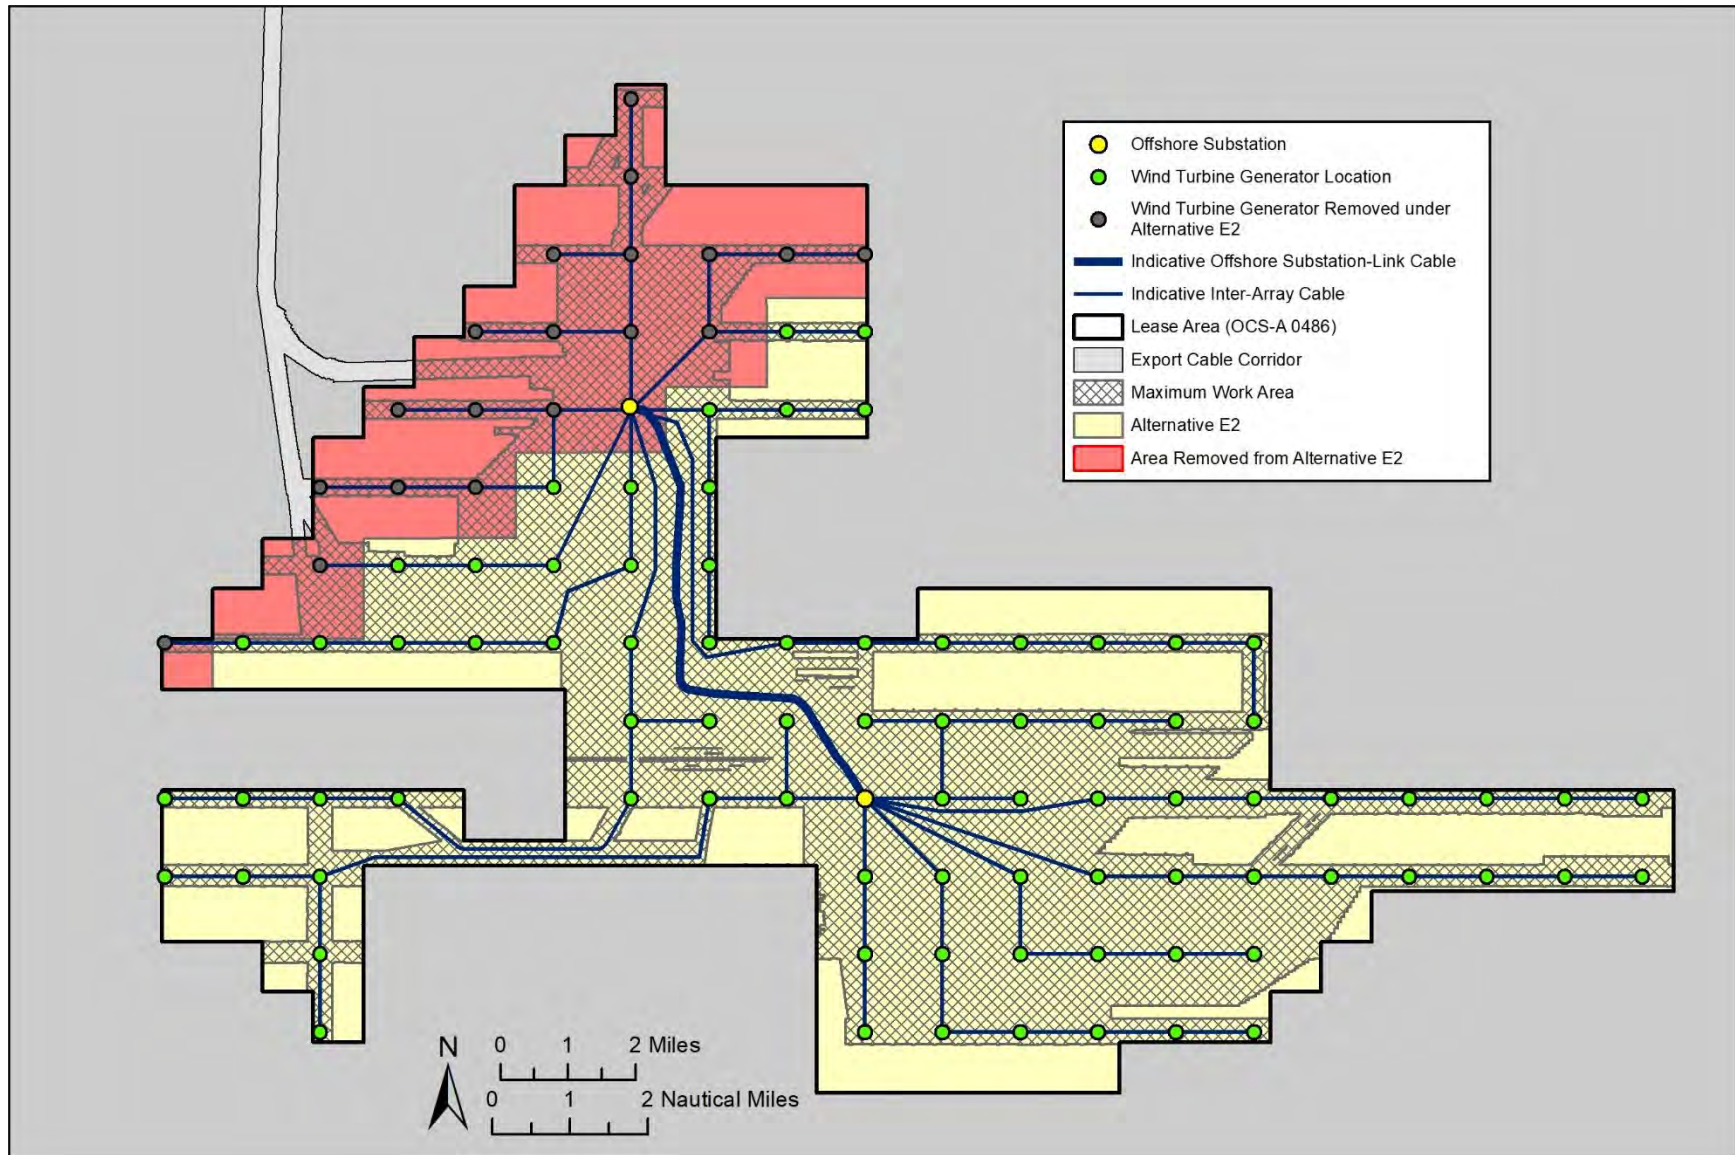 Offshore Substation
Wind Turbine Generator Location
Wind Turbine Generator Removed under
Alternative E2
Indicative Offshore Substation-Link Cable
Indicative Inter-Array Cable
Lease Area (OCS-A 0486)
Export Cable Corridor
Maximum Work Area
Alternative E2
Area Removed from Alternative E2
N
0 1 2 Miles
0 1 2 Nautical Miles